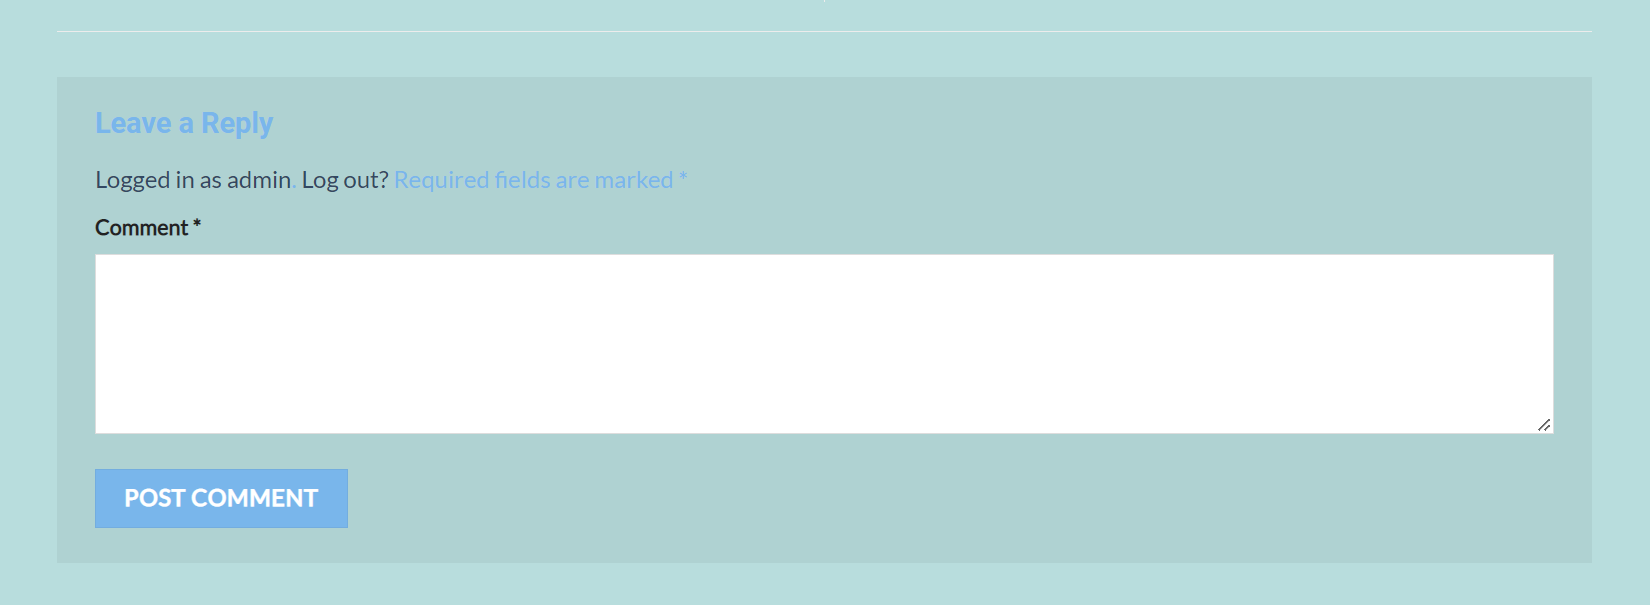 Leave a Reply
Logged in as admin. Log out? Required fields are marked *
Comment *
POST COMMENT